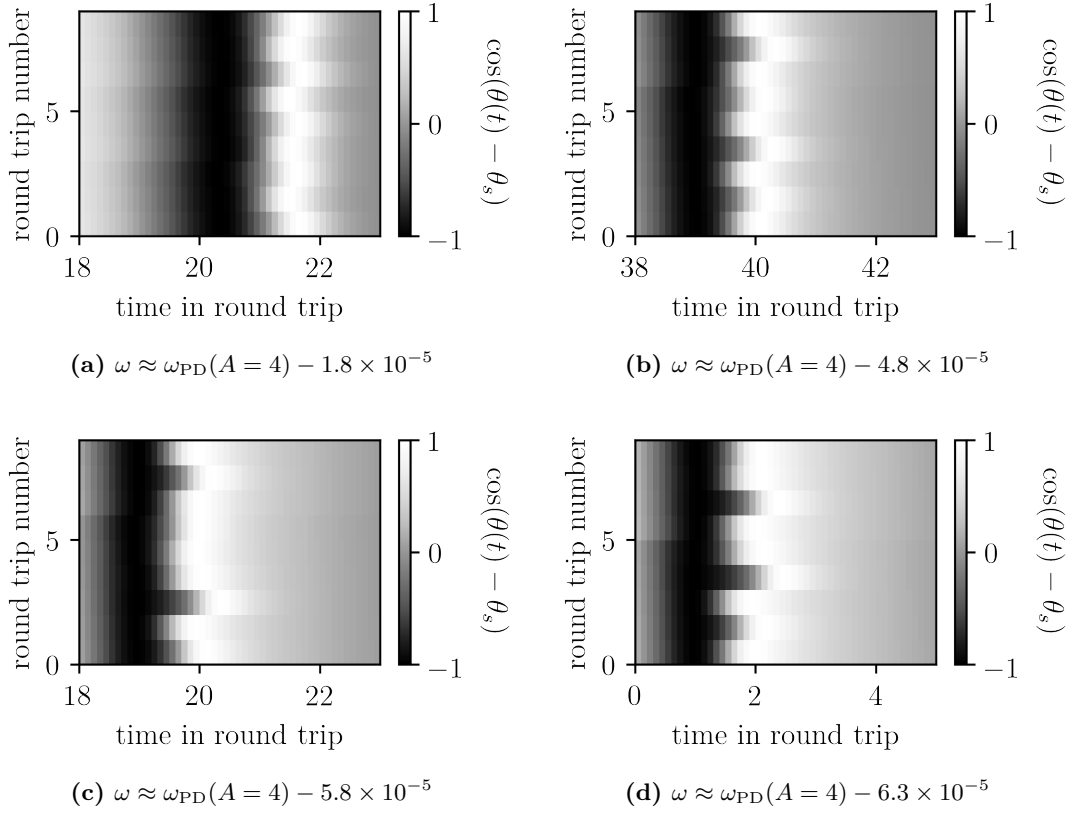 1
0
−1
cos(θ(t) − θₛ)
round trip number
5
0
18 20 22
time in round trip
(a) ω ≈ ω_PD(A = 4) − 1.8 × 10⁻⁵
1
0
−1
cos(θ(t) − θₛ)
round trip number
5
0
38 40 42
time in round trip
(b) ω ≈ ω_PD(A = 4) − 4.8 × 10⁻⁵
1
0
−1
cos(θ(t) − θₛ)
round trip number
5
0
18 20 22
time in round trip
(c) ω ≈ ω_PD(A = 4) − 5.8 × 10⁻⁵
1
0
−1
cos(θ(t) − θₛ)
round trip number
5
0
0 2 4
time in round trip
(d) ω ≈ ω_PD(A = 4) − 6.3 × 10⁻⁵